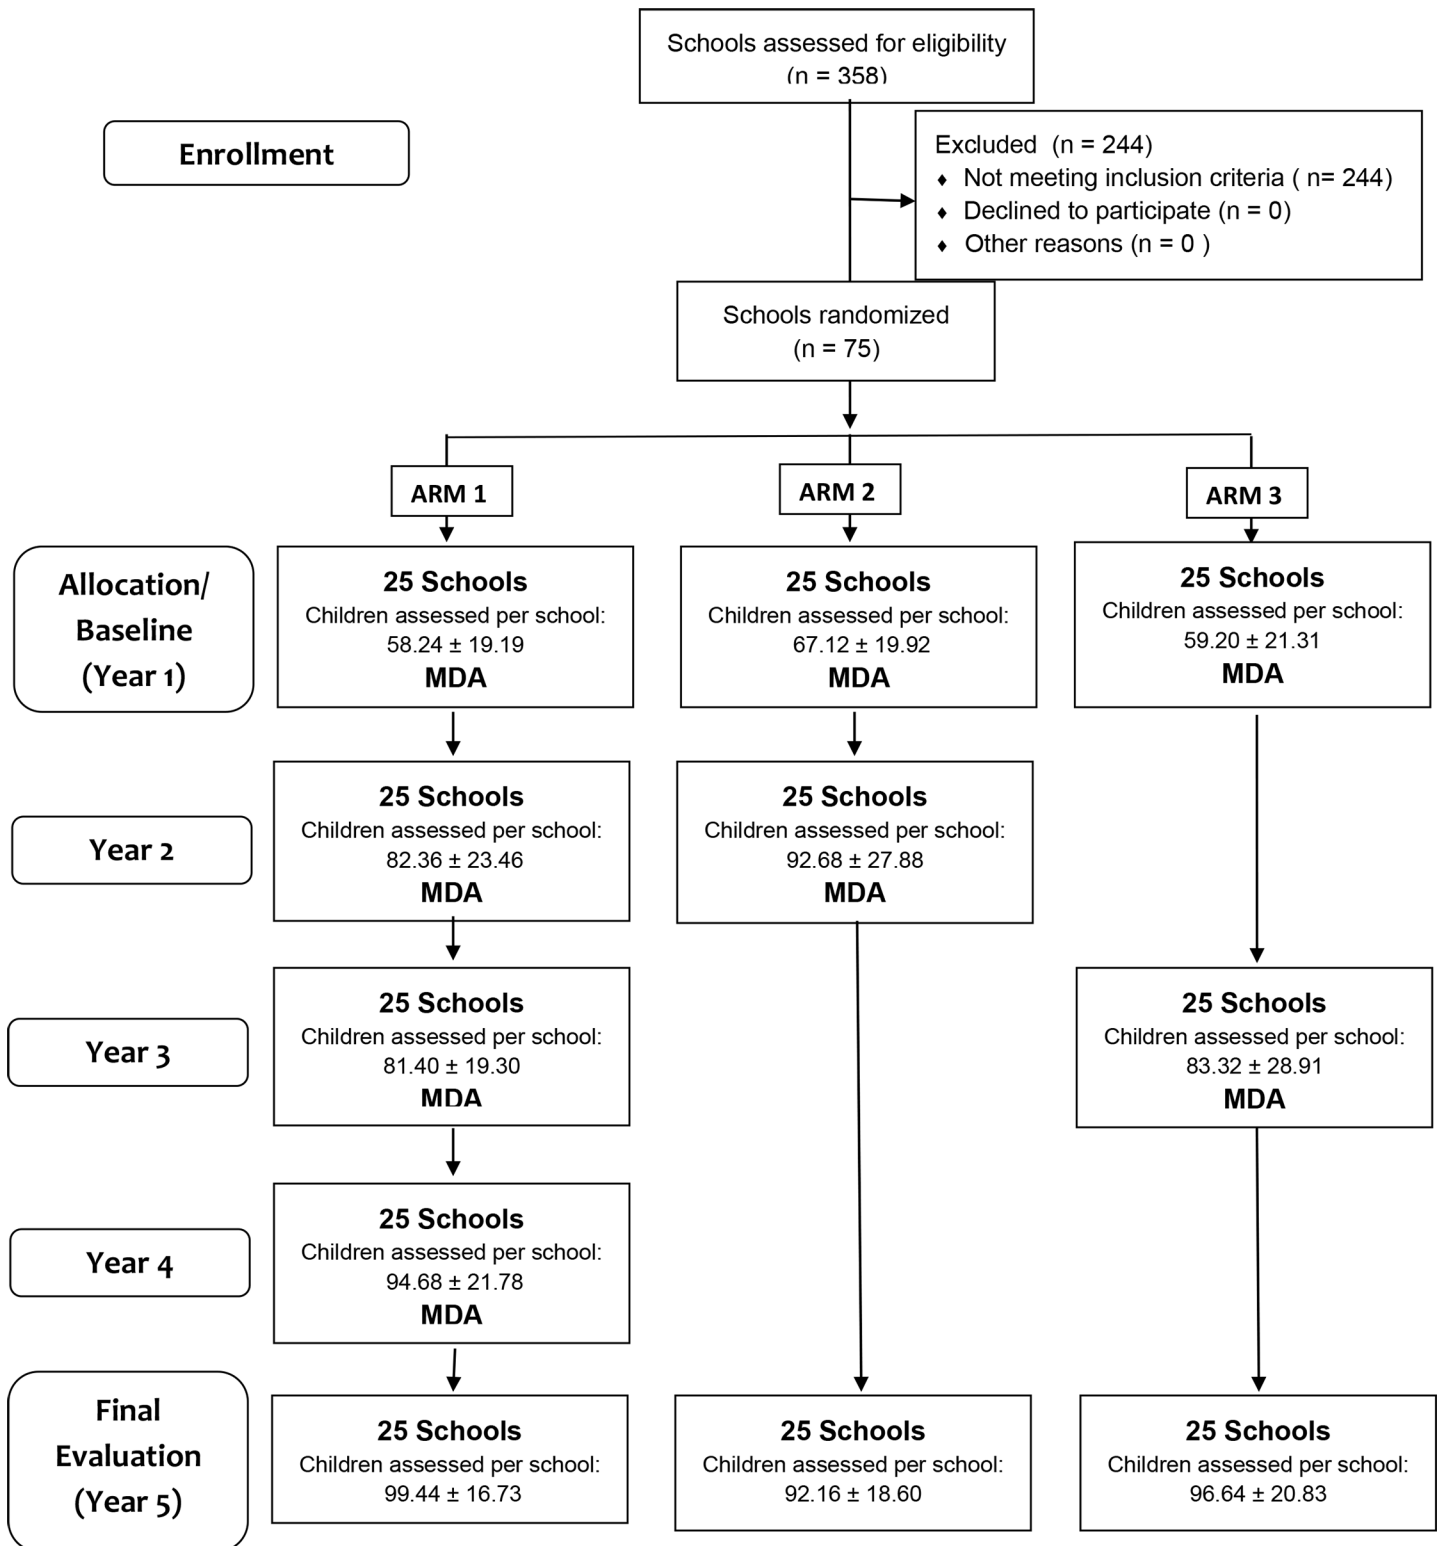 Schools assessed for eligibility
(n = 358)
Enrollment
Excluded (n = 244)
♦ Not meeting inclusion criteria ( n= 244)
♦ Declined to participate (n = 0)
♦ Other reasons (n = 0 )
Schools randomized
(n = 75)
ARM 1
ARM 2
ARM 3
Allocation/
Baseline
(Year 1)
25 Schools
Children assessed per school:
58.24 ± 19.19
MDA
25 Schools
Children assessed per school:
67.12 ± 19.92
MDA
25 Schools
Children assessed per school:
59.20 ± 21.31
MDA
Year 2
25 Schools
Children assessed per school:
82.36 ± 23.46
MDA
25 Schools
Children assessed per school:
92.68 ± 27.88
MDA
Year 3
25 Schools
Children assessed per school:
81.40 ± 19.30
MDA
25 Schools
Children assessed per school:
83.32 ± 28.91
MDA
Year 4
25 Schools
Children assessed per school:
94.68 ± 21.78
MDA
Final
Evaluation
(Year 5)
25 Schools
Children assessed per school:
99.44 ± 16.73
25 Schools
Children assessed per school:
92.16 ± 18.60
25 Schools
Children assessed per school:
96.64 ± 20.83